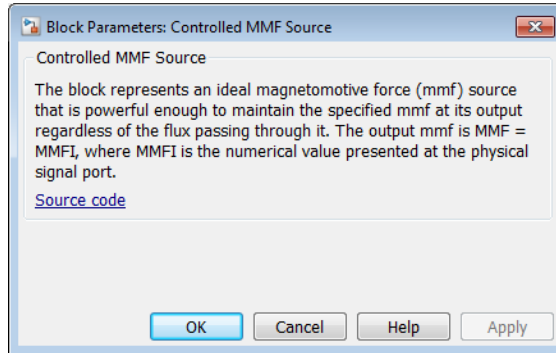 Block Parameters: Controlled MMF Source
Controlled MMF Source
The block represents an ideal magnetomotive force (mmf) source
that is powerful enough to maintain the specified mmf at its output
regardless of the flux passing through it. The output mmf is MMF =
MMFI, where MMFI is the numerical value presented at the physical
signal port.
Source code
OK Cancel Help Apply